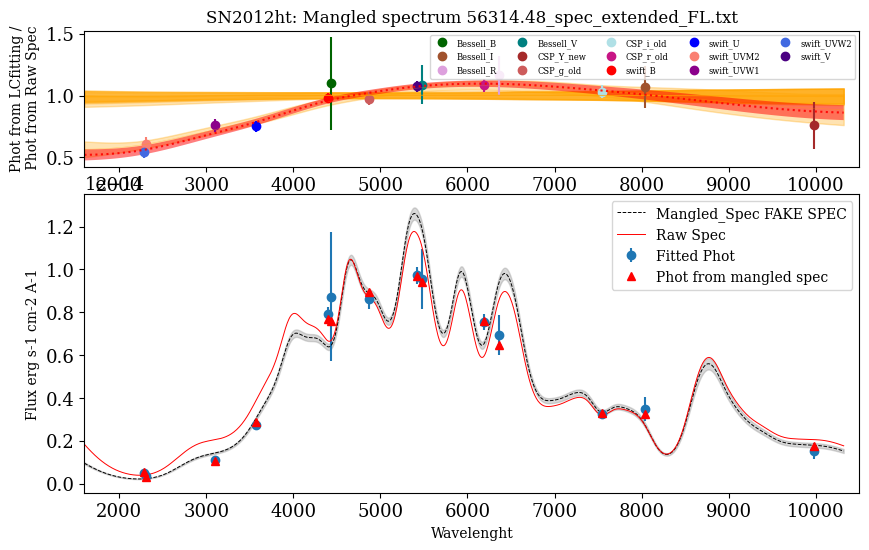 SN2012ht: Mangled spectrum 56314.48_spec_extended_FL.txt
Phot from LCfitting /
Phot from Raw Spec
1.5
1.0
0.5
Bessell_B
Bessell_I
Bessell_R
Bessell_V
CSP_Y_new
CSP_g_old
CSP_i_old
CSP_r_old
swift_B
swift_U
swift_UVM2
swift_UVW1
swift_UVW2
swift_V
2000 3000 4000 5000 6000 7000 8000 9000 10000
1e−14
Flux erg s-1 cm-2 A-1
1.2
1.0
0.8
0.6
0.4
0.2
0.0
Mangled_Spec FAKE SPEC
Raw Spec
Fitted Phot
Phot from mangled spec
2000 3000 4000 5000 6000 7000 8000 9000 10000
Wavelenght